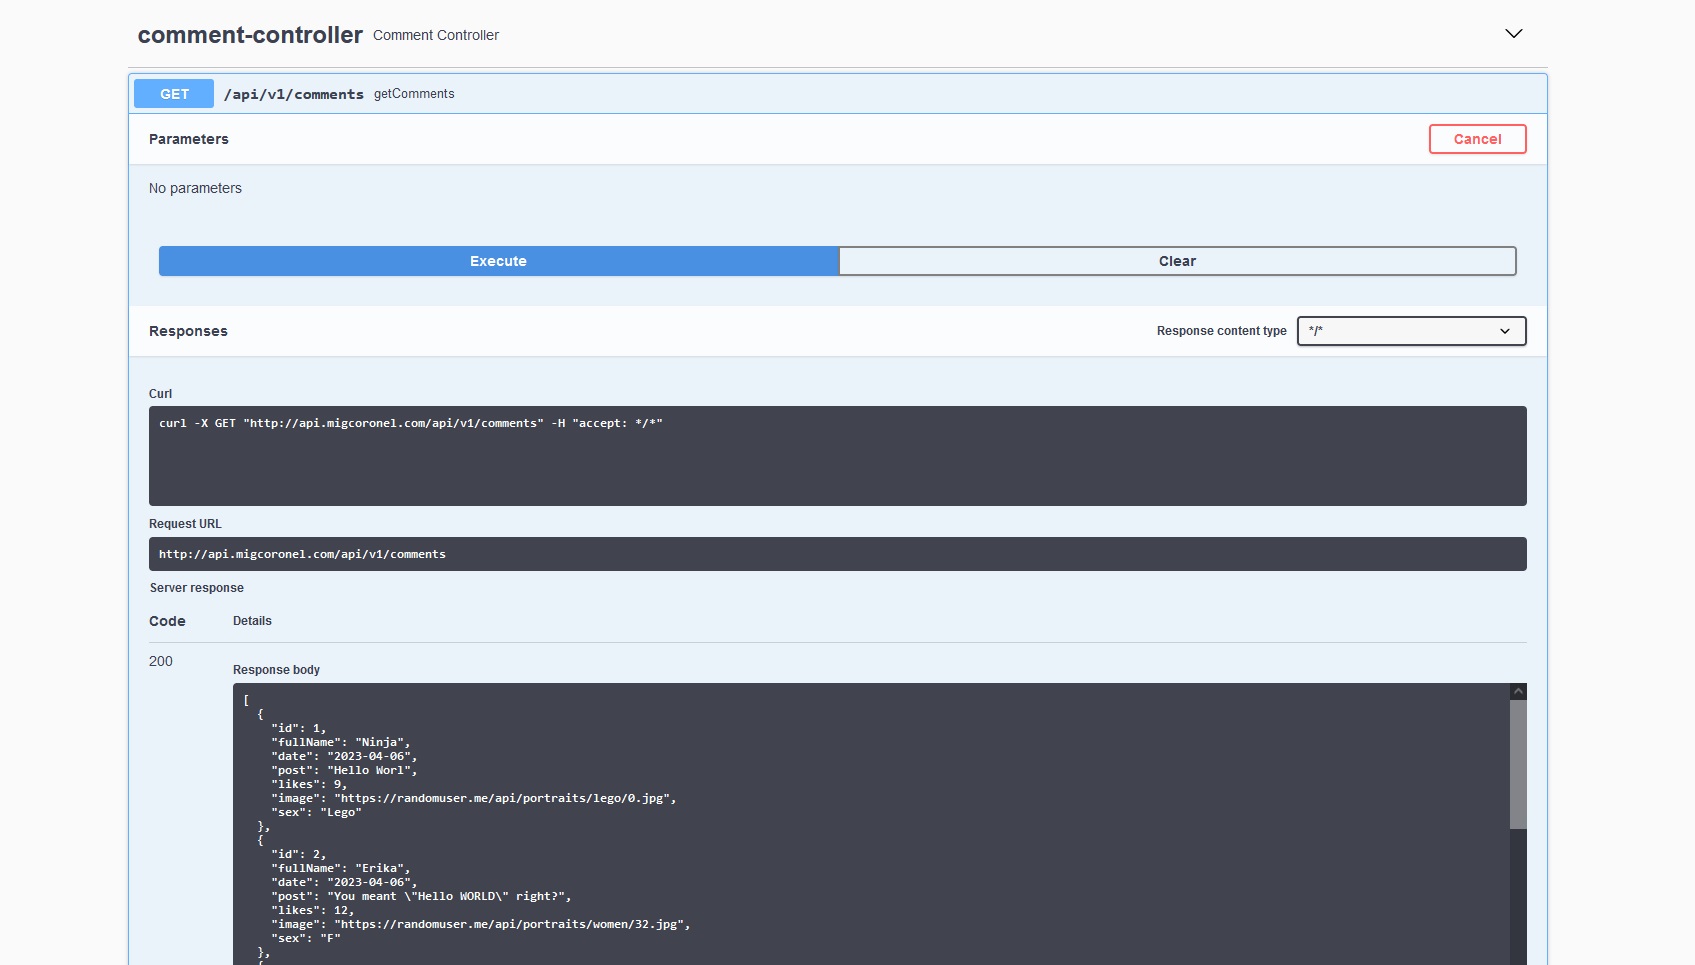 comment-controller Comment Controller
GET /api/v1/comments getComments
Parameters Cancel
No parameters
Execute Clear
Responses Response content type */*
Curl
curl -X GET "http://api.migcoronel.com/api/v1/comments" -H "accept: */*"
Request URL
http://api.migcoronel.com/api/v1/comments
Server response
Code Details
200
Response body
[
  {
    "id": 1,
    "fullName": "Ninja",
    "date": "2023-04-06",
    "post": "Hello Worl",
    "likes": 9,
    "image": "https://randomuser.me/api/portraits/lego/0.jpg",
    "sex": "Lego"
  },
  {
    "id": 2,
    "fullName": "Erika",
    "date": "2023-04-06",
    "post": "You meant \"Hello WORLD\" right?",
    "likes": 12,
    "image": "https://randomuser.me/api/portraits/women/32.jpg",
    "sex": "F"
  },
  {